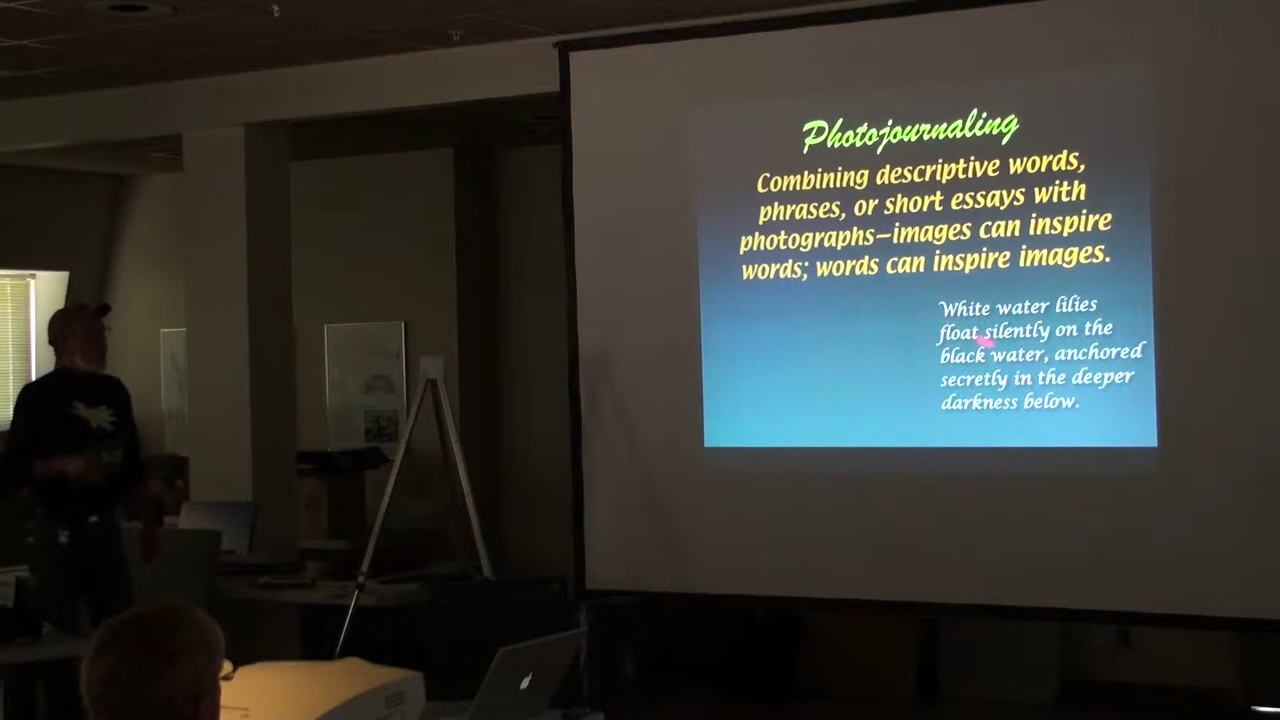 Photojournaling
Combining descriptive words,
phrases, or short essays with
photographs—images can inspire
words; words can inspire images.
White water lilies
float silently on the
black water, anchored
secretly in the deeper
darkness below.